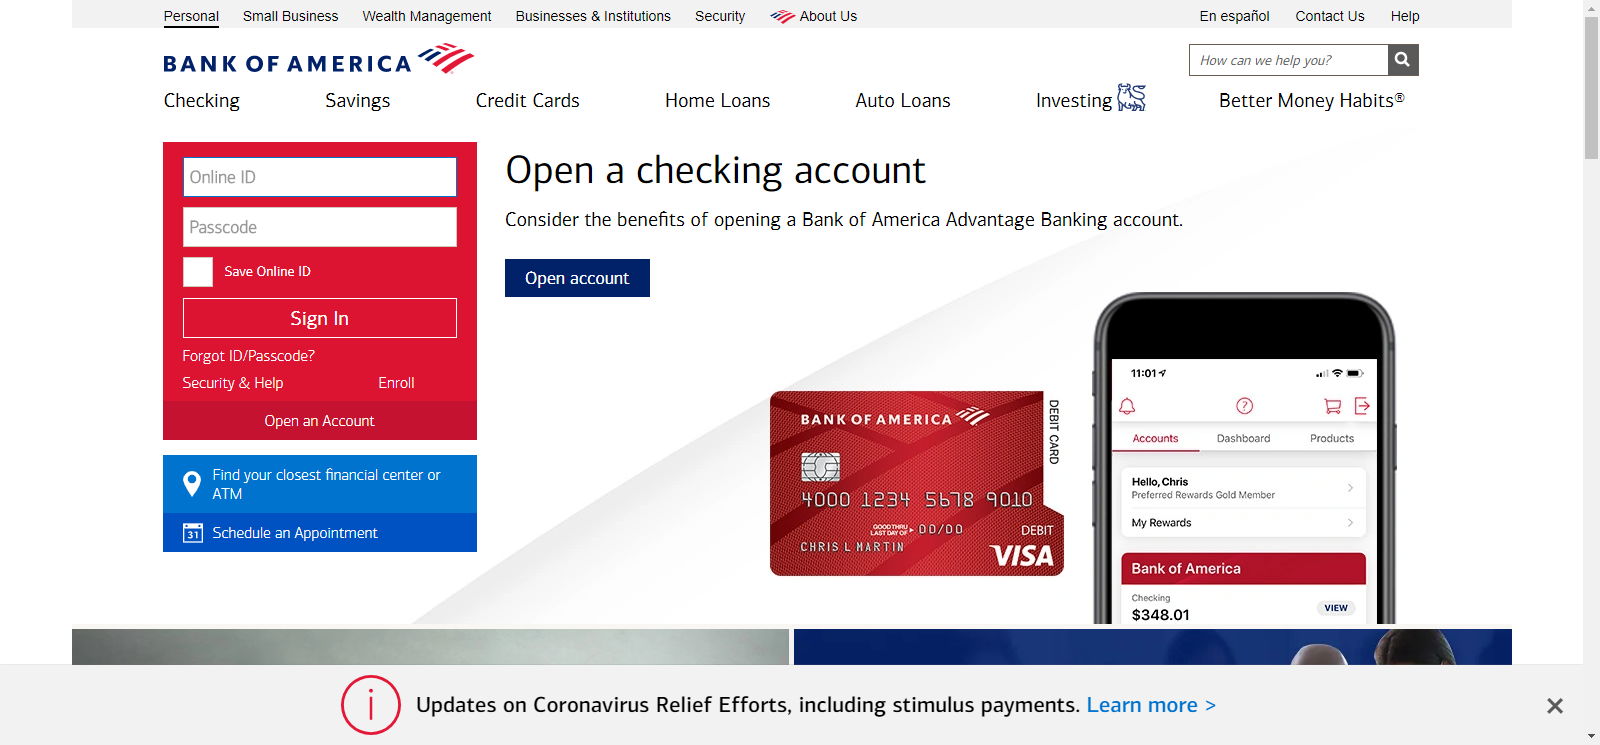 Personal
Small Business
Wealth Management
Businesses & Institutions
Security
About Us
En español
Contact Us
Help
BANK OF AMERICA
How can we help you?
Checking
Savings
Credit Cards
Home Loans
Auto Loans
Investing
Better Money Habits®
Online ID
Passcode
Save Online ID
Sign In
Forgot ID/Passcode?
Security & Help
Enroll
Open an Account
Find your closest financial center or
ATM
31
Schedule an Appointment
Open a checking account
Consider the benefits of opening a Bank of America Advantage Banking account.
Open account
BANK OF AMERICA
DEBIT CARD
4000 1234 5678 9010
GOOD THRU
LAST DAY OF
00/00
CHRIS L MARTIN
DEBIT
VISA
11:01
Accounts
Dashboard
Products
Hello, Chris
Preferred Rewards Gold Member
My Rewards
Bank of America
Checking
$348.01
VIEW
Updates on Coronavirus Relief Efforts, including stimulus payments. Learn more >